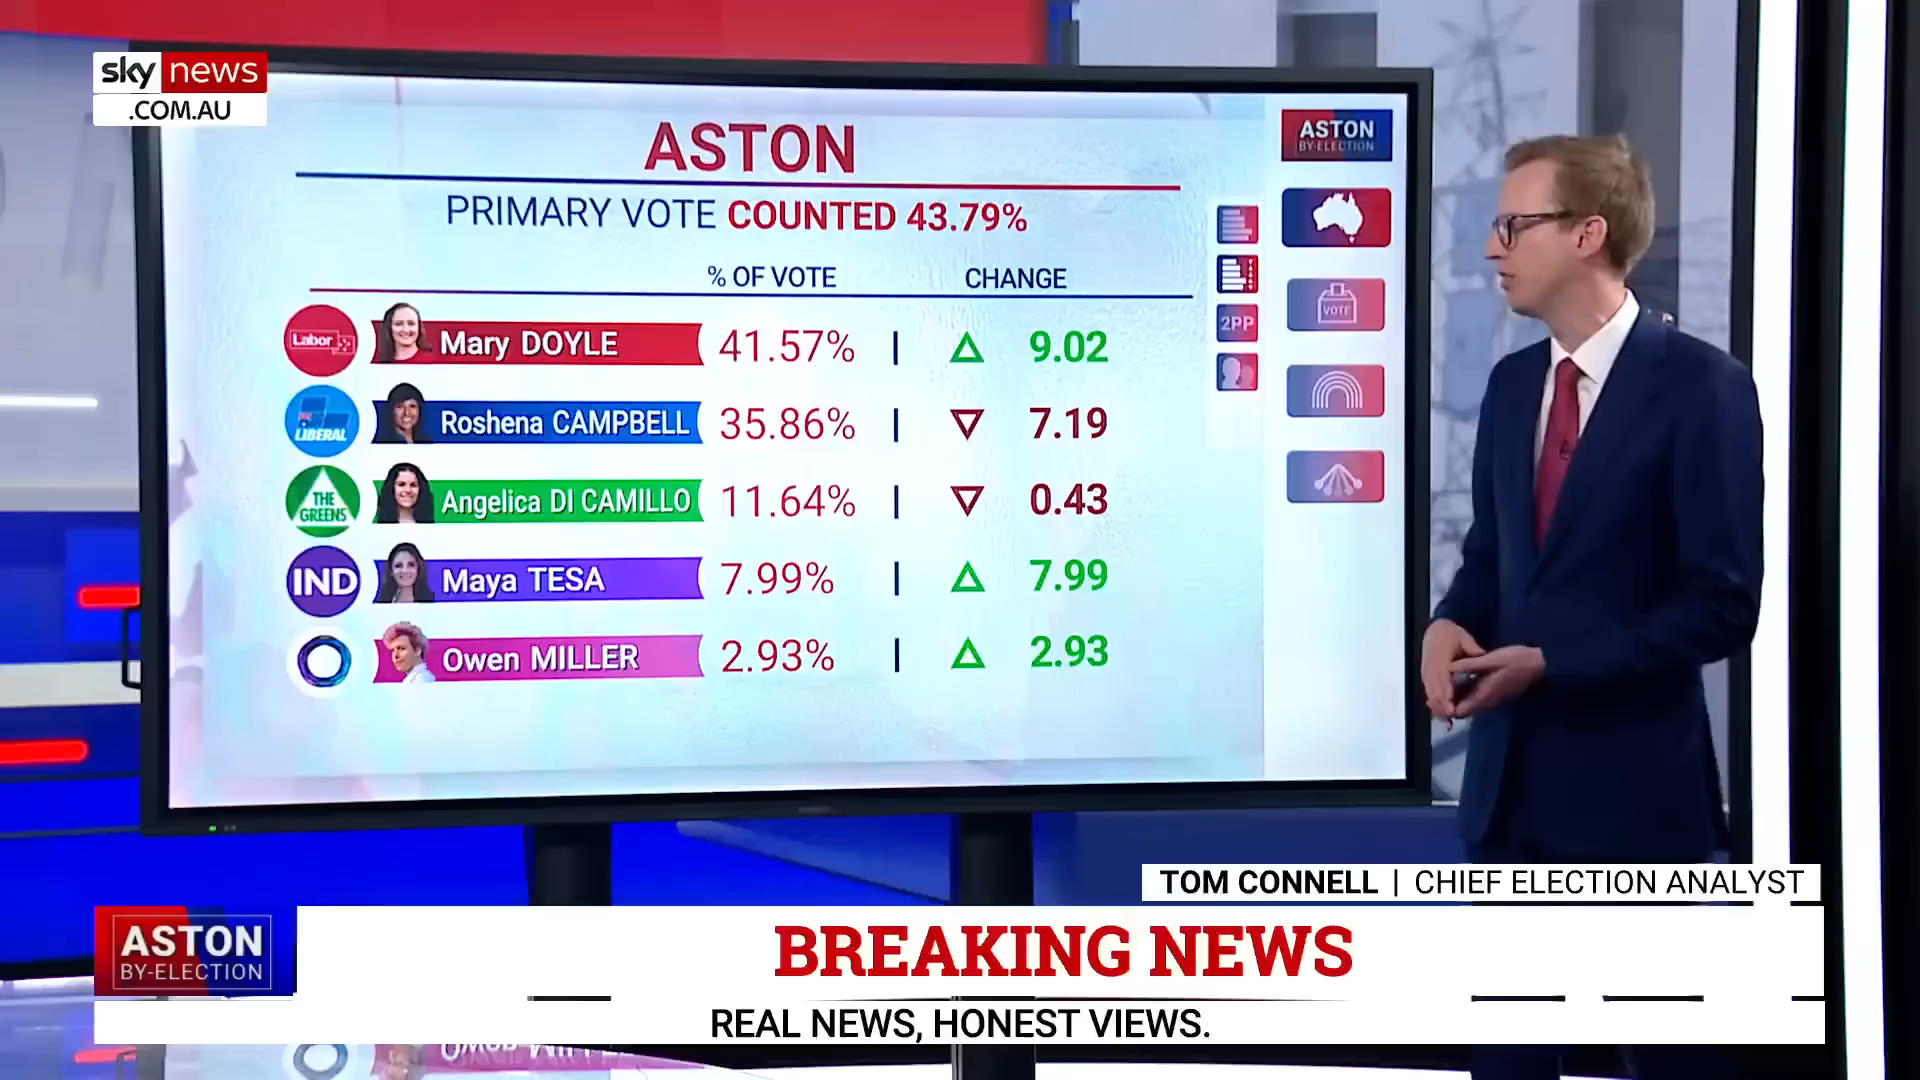 sky news
.COM.AU
ASTON
PRIMARY VOTE COUNTED 43.79%
% OF VOTE CHANGE
Labor Mary DOYLE 41.57% | △ 9.02
LIBERAL Roshena CAMPBELL 35.86% | ▽ 7.19
THE GREENS Angelica DI CAMILLO 11.64% | ▽ 0.43
IND Maya TESA 7.99% | △ 7.99
Owen MILLER 2.93% | △ 2.93
ASTON
BY-ELECTION
VOTE
2PP
TOM CONNELL | CHIEF ELECTION ANALYST
ASTON
BY-ELECTION
BREAKING NEWS
REAL NEWS, HONEST VIEWS.